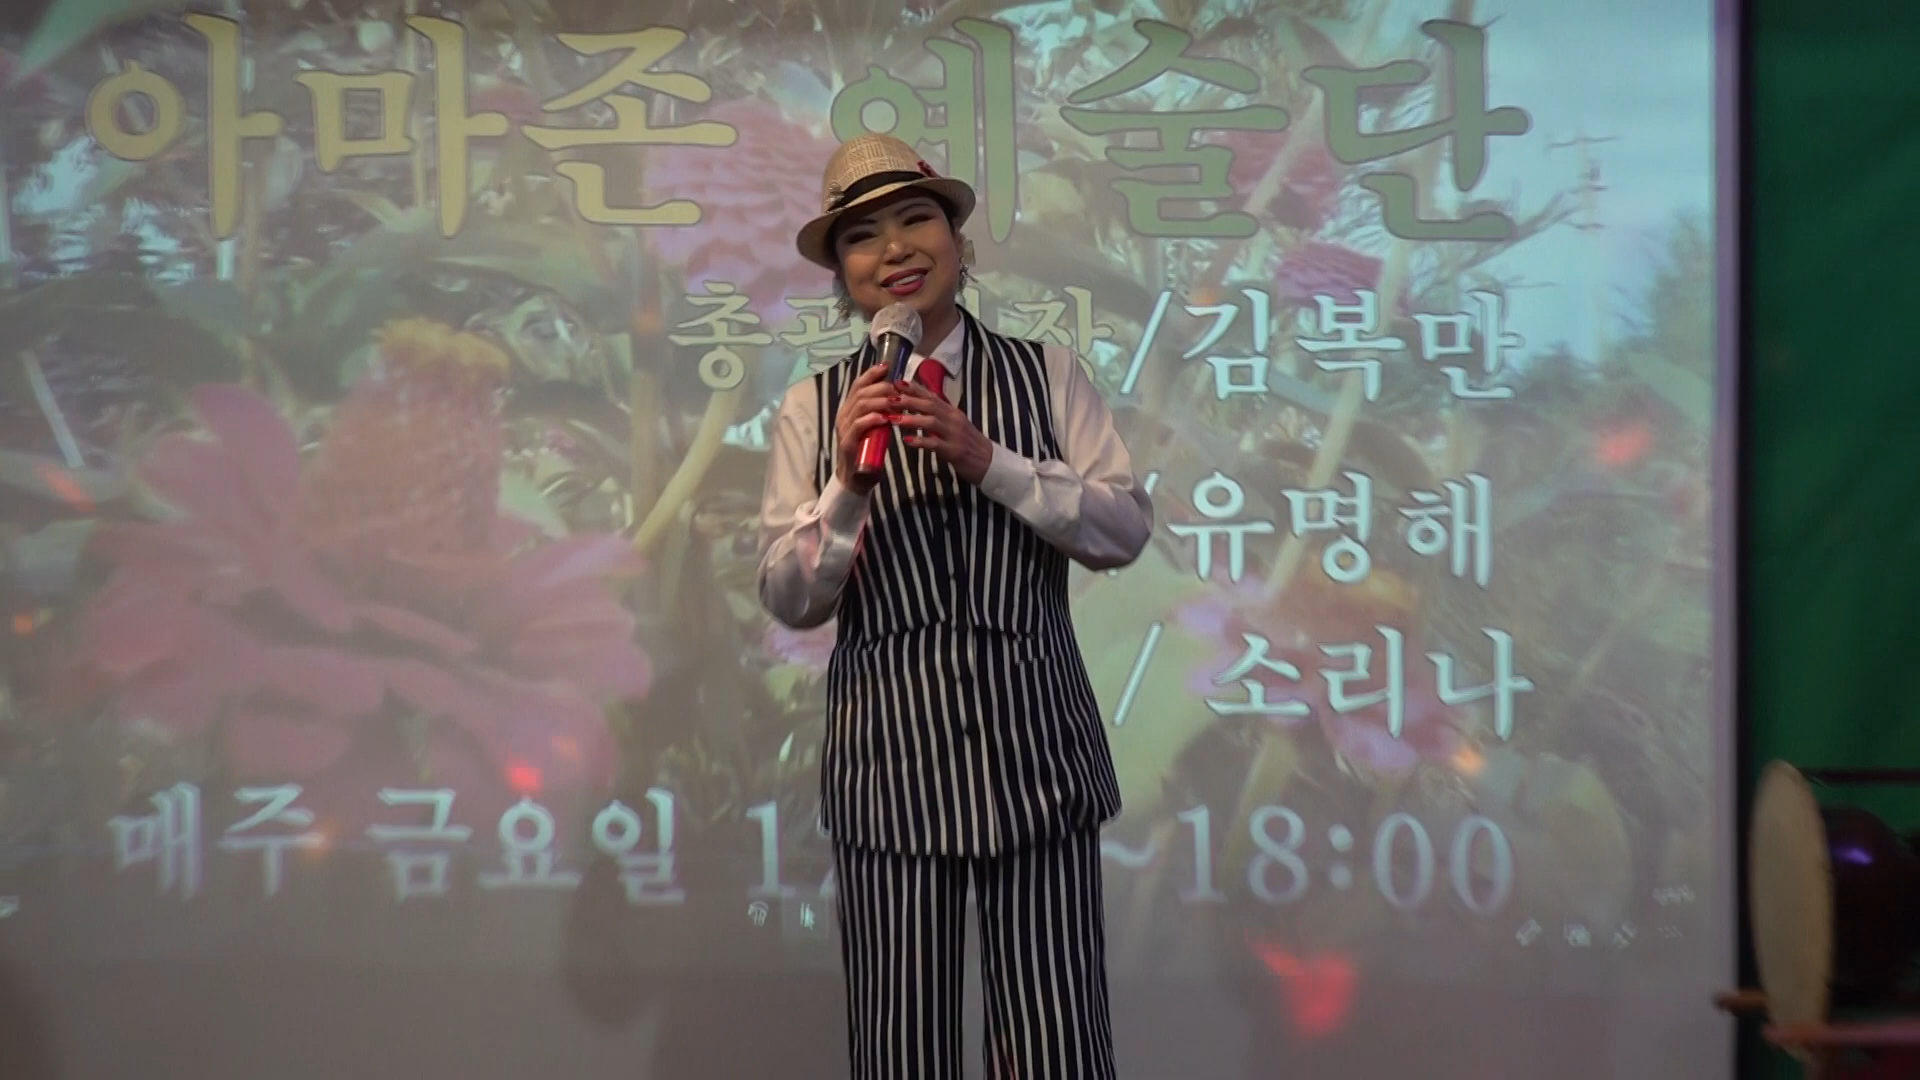 아마존 예술단
/김복만
/유명해
/ 소리나
매주 금요일 ~18:00